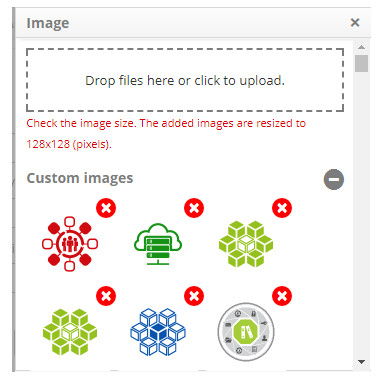 Image
Drop files here or click to upload.
Check the image size. The added images are resized to
128x128 (pixels).
Custom images